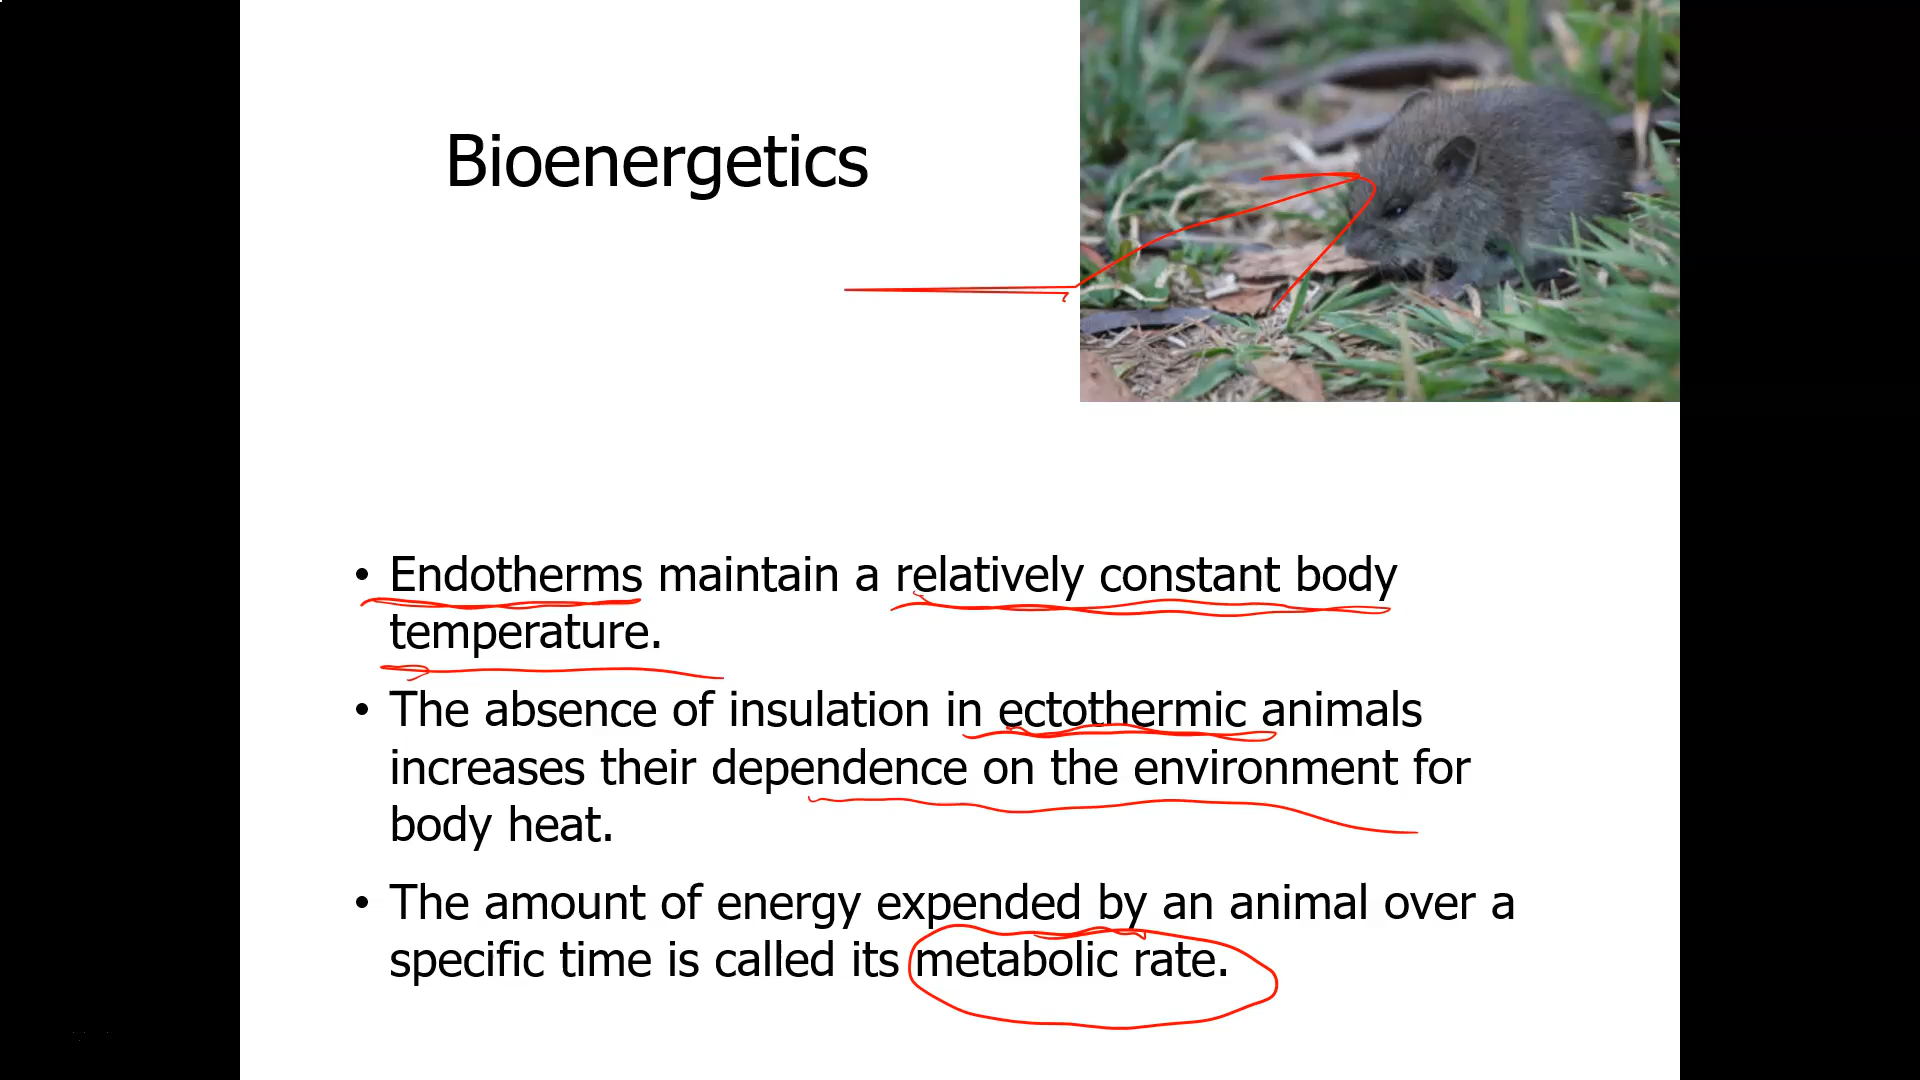 Bioenergetics
• Endotherms maintain a relatively constant body
temperature.
• The absence of insulation in ectothermic animals
increases their dependence on the environment for
body heat.
• The amount of energy expended by an animal over a
specific time is called its metabolic rate.